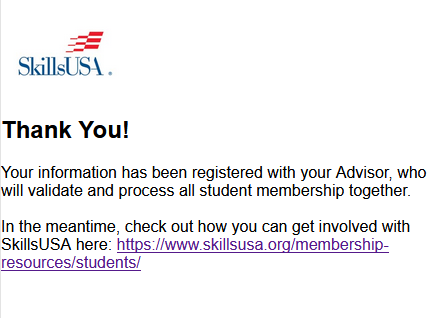 SkillsUSA®
Thank You!
Your information has been registered with your Advisor, who
will validate and process all student membership together.
In the meantime, check out how you can get involved with
SkillsUSA here: https://www.skillsusa.org/membership-
resources/students/